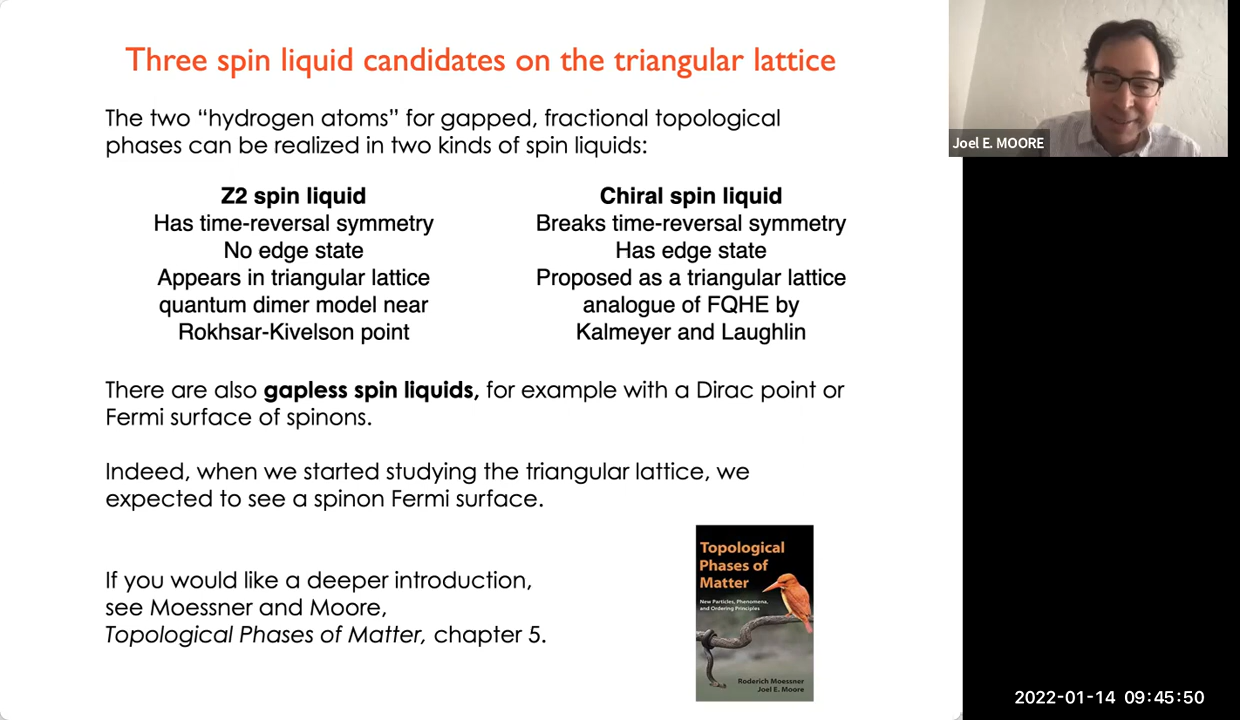 Three spin liquid candidates on the triangular lattice
The two “hydrogen atoms” for gapped, fractional topological
phases can be realized in two kinds of spin liquids:
Z2 spin liquid
Has time-reversal symmetry
No edge state
Appears in triangular lattice
quantum dimer model near
Rokhsar-Kivelson point
Chiral spin liquid
Breaks time-reversal symmetry
Has edge state
Proposed as a triangular lattice
analogue of FQHE by
Kalmeyer and Laughlin
There are also gapless spin liquids, for example with a Dirac point or
Fermi surface of spinons.
Indeed, when we started studying the triangular lattice, we
expected to see a spinon Fermi surface.
If you would like a deeper introduction,
see Moessner and Moore,
Topological Phases of Matter, chapter 5.
Topological
Phases of
Matter
New Particles, Phenomena,
and Ordering Principles
Roderich Moessner
Joel E. Moore
Joel E. MOORE
2022-01-14 09:45:50